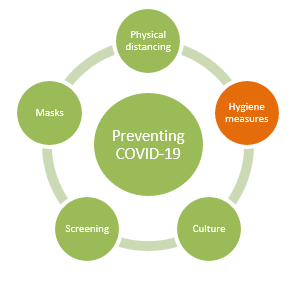 Physical
distancing
Hygiene
measures
Masks
Preventing
COVID-19
Screening
Culture